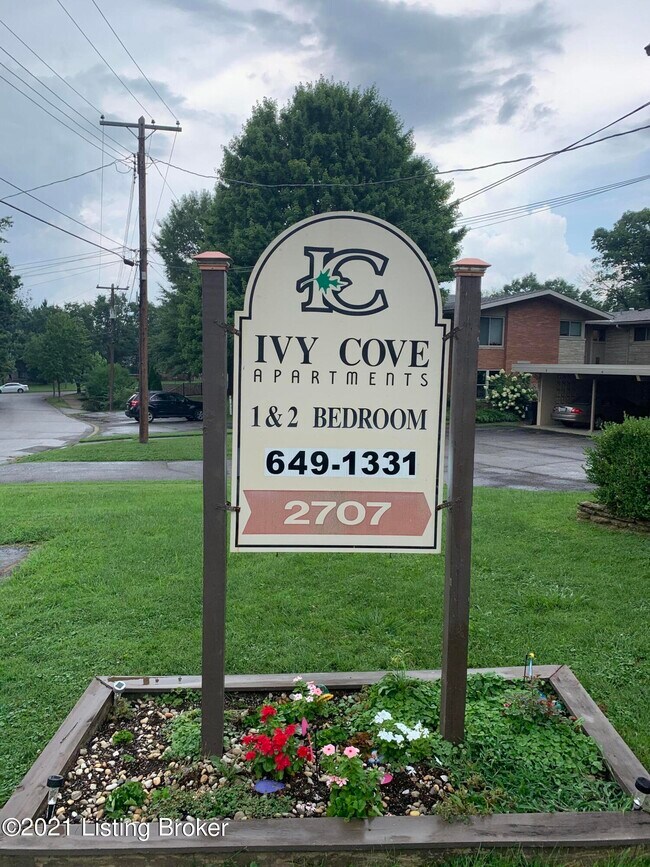 IC
IVY COVE
APARTMENTS
1 & 2 BEDROOM
649-1331
2707
©2021 Listing Broker